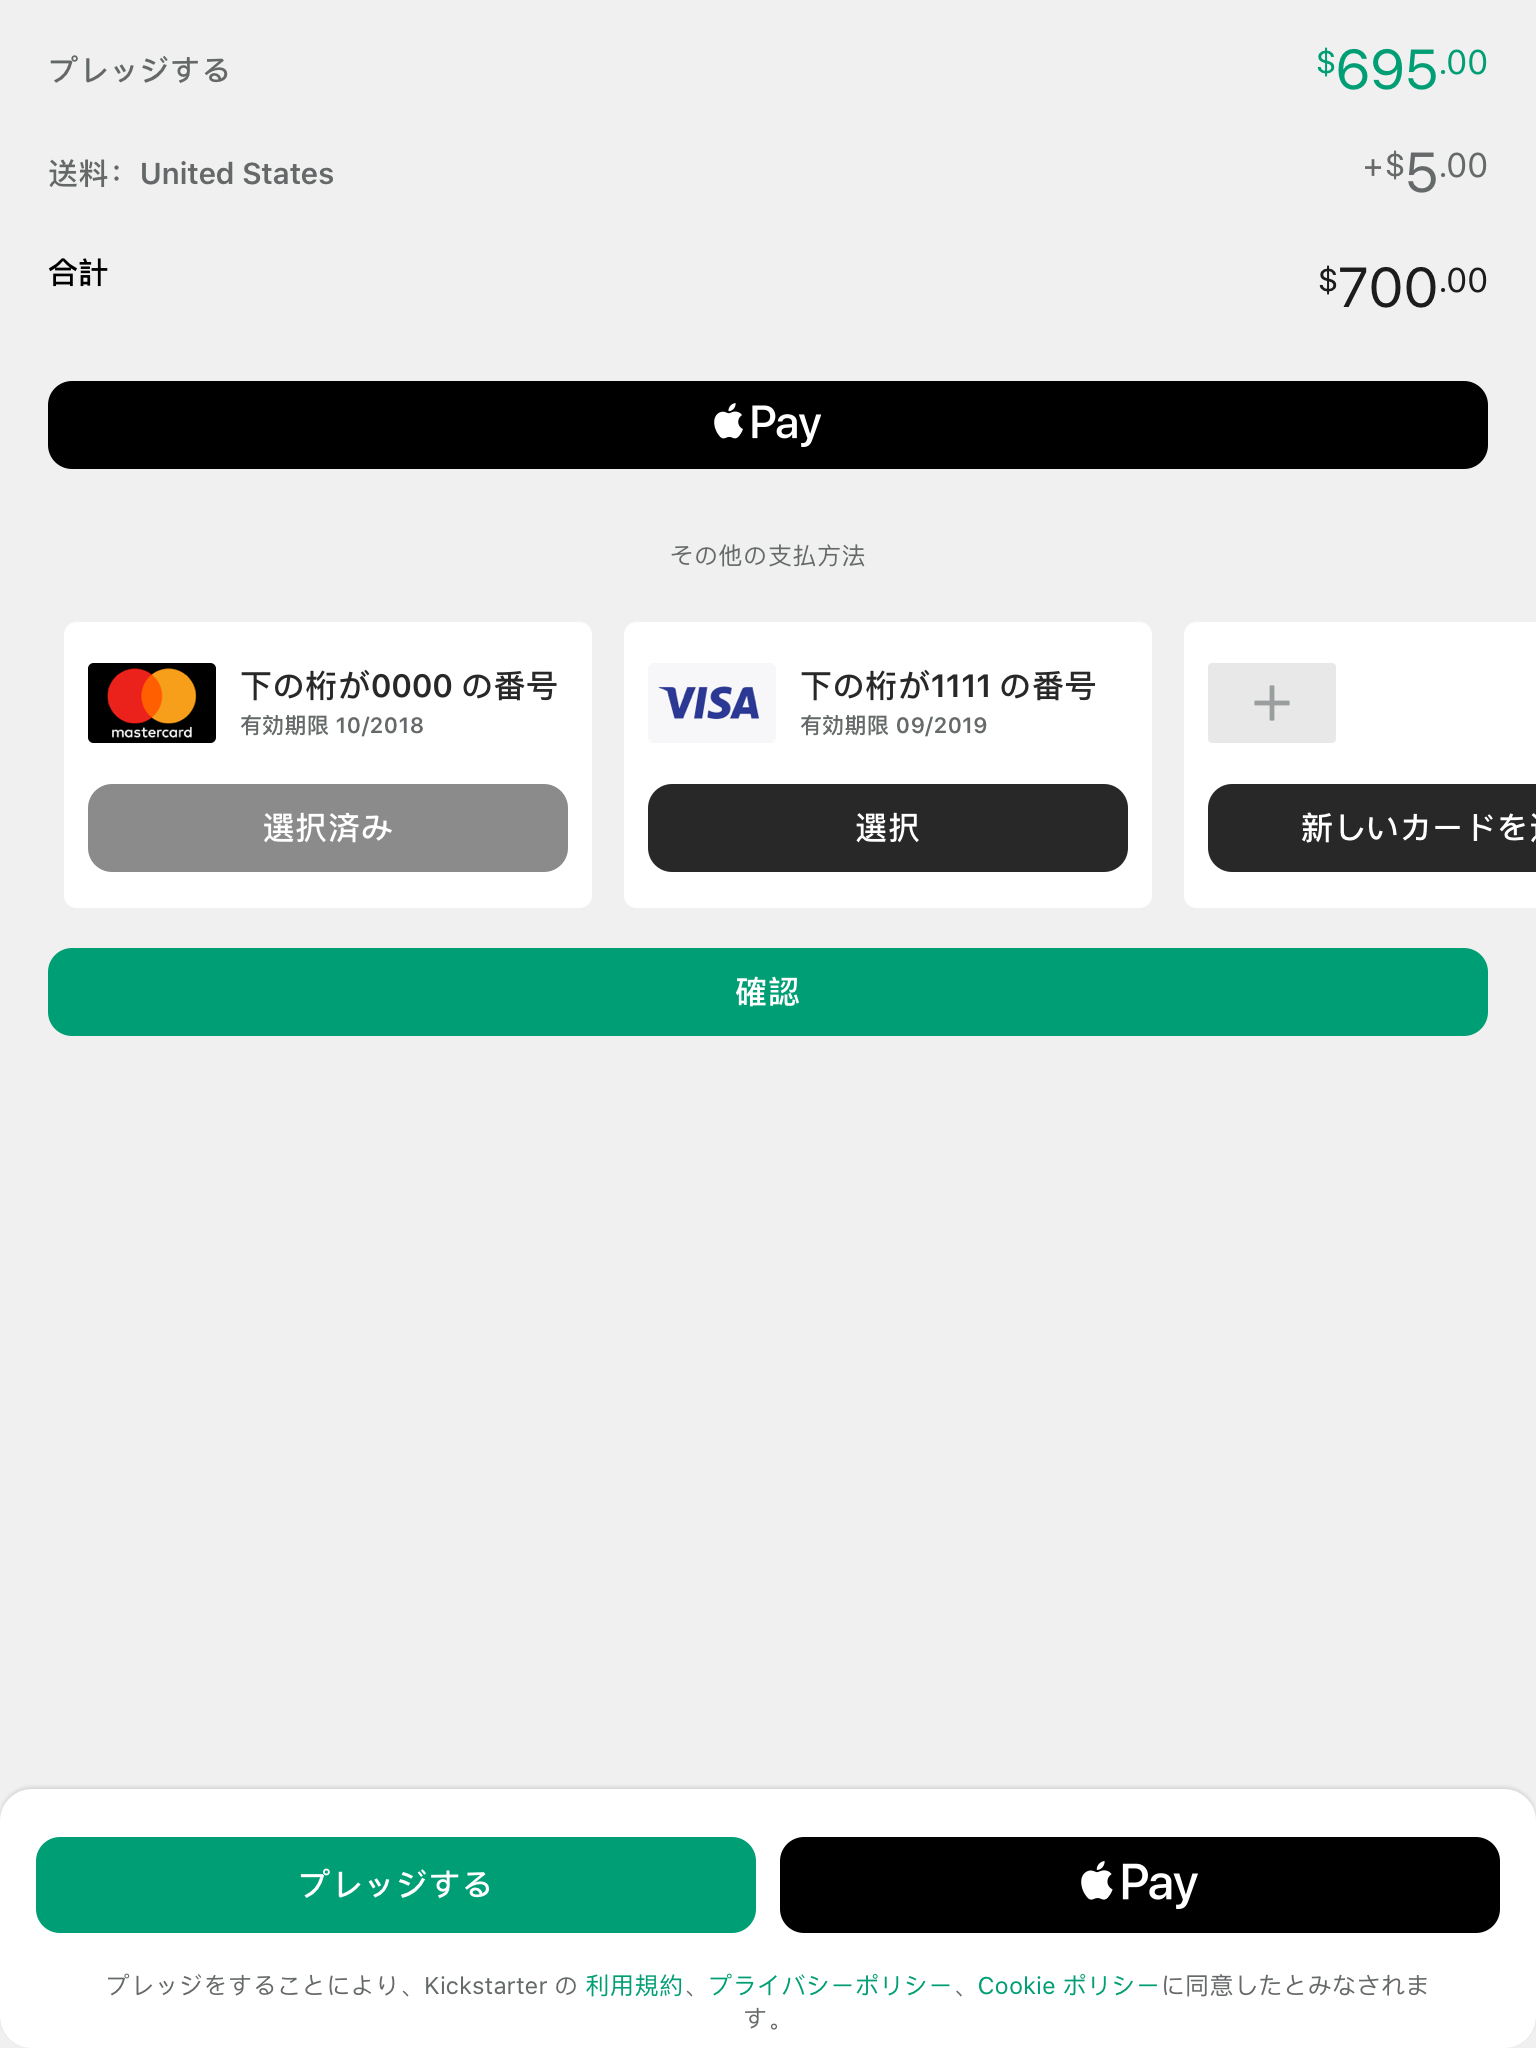 プレッジする $695.00
送料： United States +$5.00
合計 $700.00
Pay
その他の支払方法
mastercard
下の桁が0000 の番号
有効期限 10/2018
選択済み
VISA
下の桁が1111 の番号
有効期限 09/2019
選択
新しいカードを
確認
プレッジする
Pay
プレッジをすることにより、Kickstarter の 利用規約、プライバシーポリシー、Cookie ポリシーに同意したとみなされま
す。